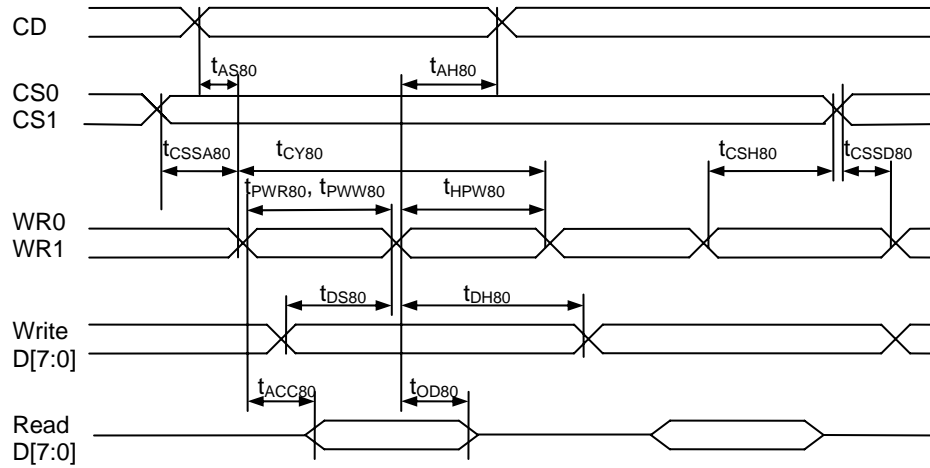 CD
tAS80 tAH80
CS0
CS1
tCSSA80 tCY80 tCSH80 tCSSD80
tPWR80, tPWW80 tHPW80
WR0
WR1
tDS80 tDH80
Write
D[7:0]
tACC80 tOD80
Read
D[7:0]